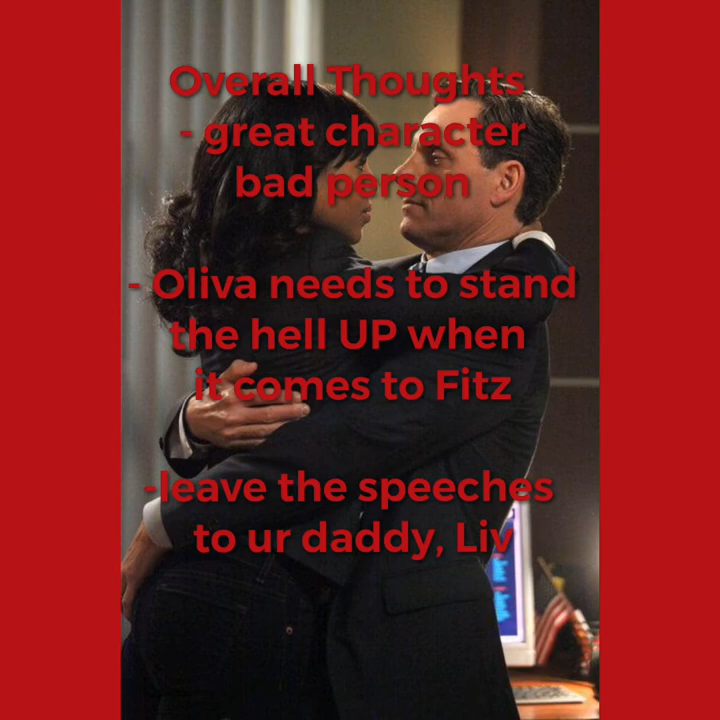 Overall Thoughts
- great character
bad person
- Oliva needs to stand
the hell UP when
it comes to Fitz
-leave the speeches
to ur daddy, Liv